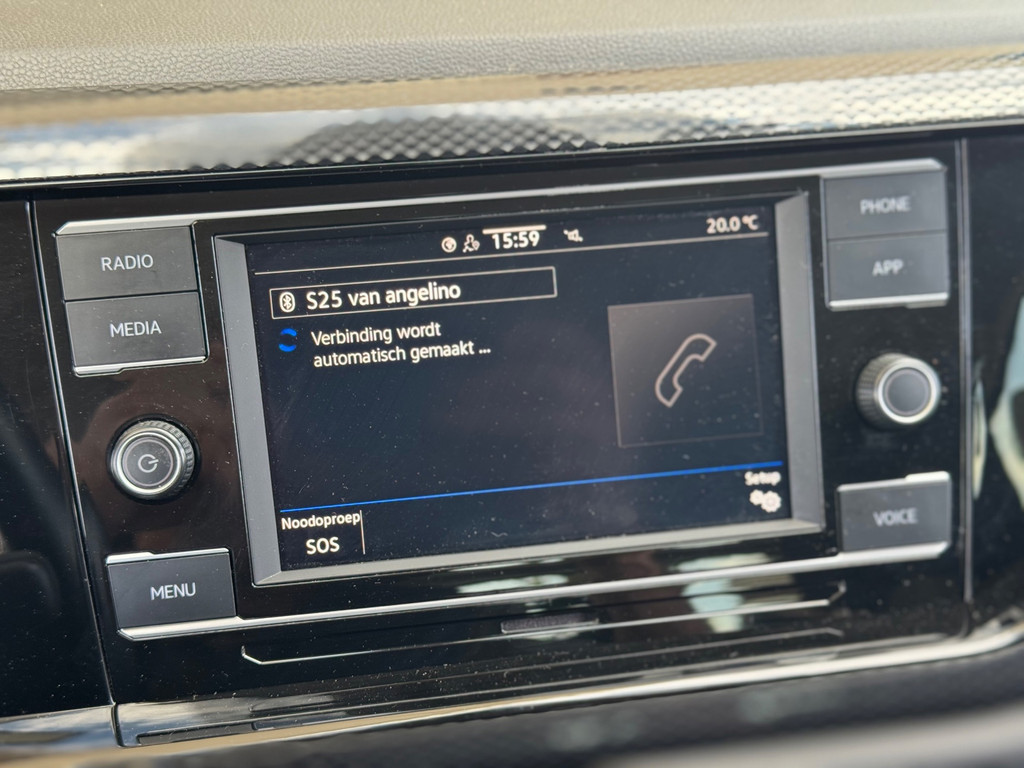 RADIO
MEDIA
MENU
15:59
20.0°C
S25 van angelino
Verbinding wordt
automatisch gemaakt ...
Setup
Noodoproep
SOS
PHONE
APP
VOICE